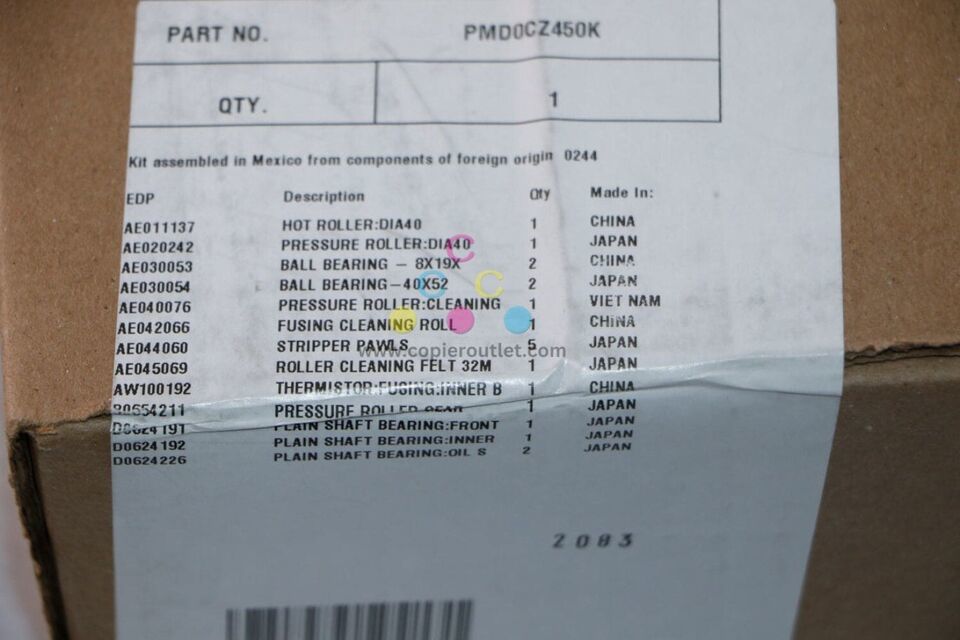 PART NO. PMD0CZ450K
QTY. 1
Kit assembled in Mexico from components of foreign origin 0244
EDP Description Qty Made In:
AE011137 HOT ROLLER:DIA40 1 CHINA
AE020242 PRESSURE ROLLER:DIA40 1 JAPAN
AE030053 BALL BEARING - 8X19X 2 CHINA
AE030054 BALL BEARING-40X52 2 JAPAN
AE040076 PRESSURE ROLLER:CLEANING 1 VIET NAM
AE042066 FUSING CLEANING ROLL 1 CHINA
AE044060 STRIPPER PAWLS 5 JAPAN
www.copieroutlet.com
AE045069 ROLLER CLEANING FELT 32M 1 JAPAN
AW100192 THERMISTOR:FUSING:INNER B 1 CHINA
PRESSURE ROLLER GEAR 1 JAPAN
D0624191 PLAIN SHAFT BEARING:FRONT 1 JAPAN
D0624192 PLAIN SHAFT BEARING:INNER 1 JAPAN
D0624226 PLAIN SHAFT BEARING:OIL S 2 JAPAN
2083